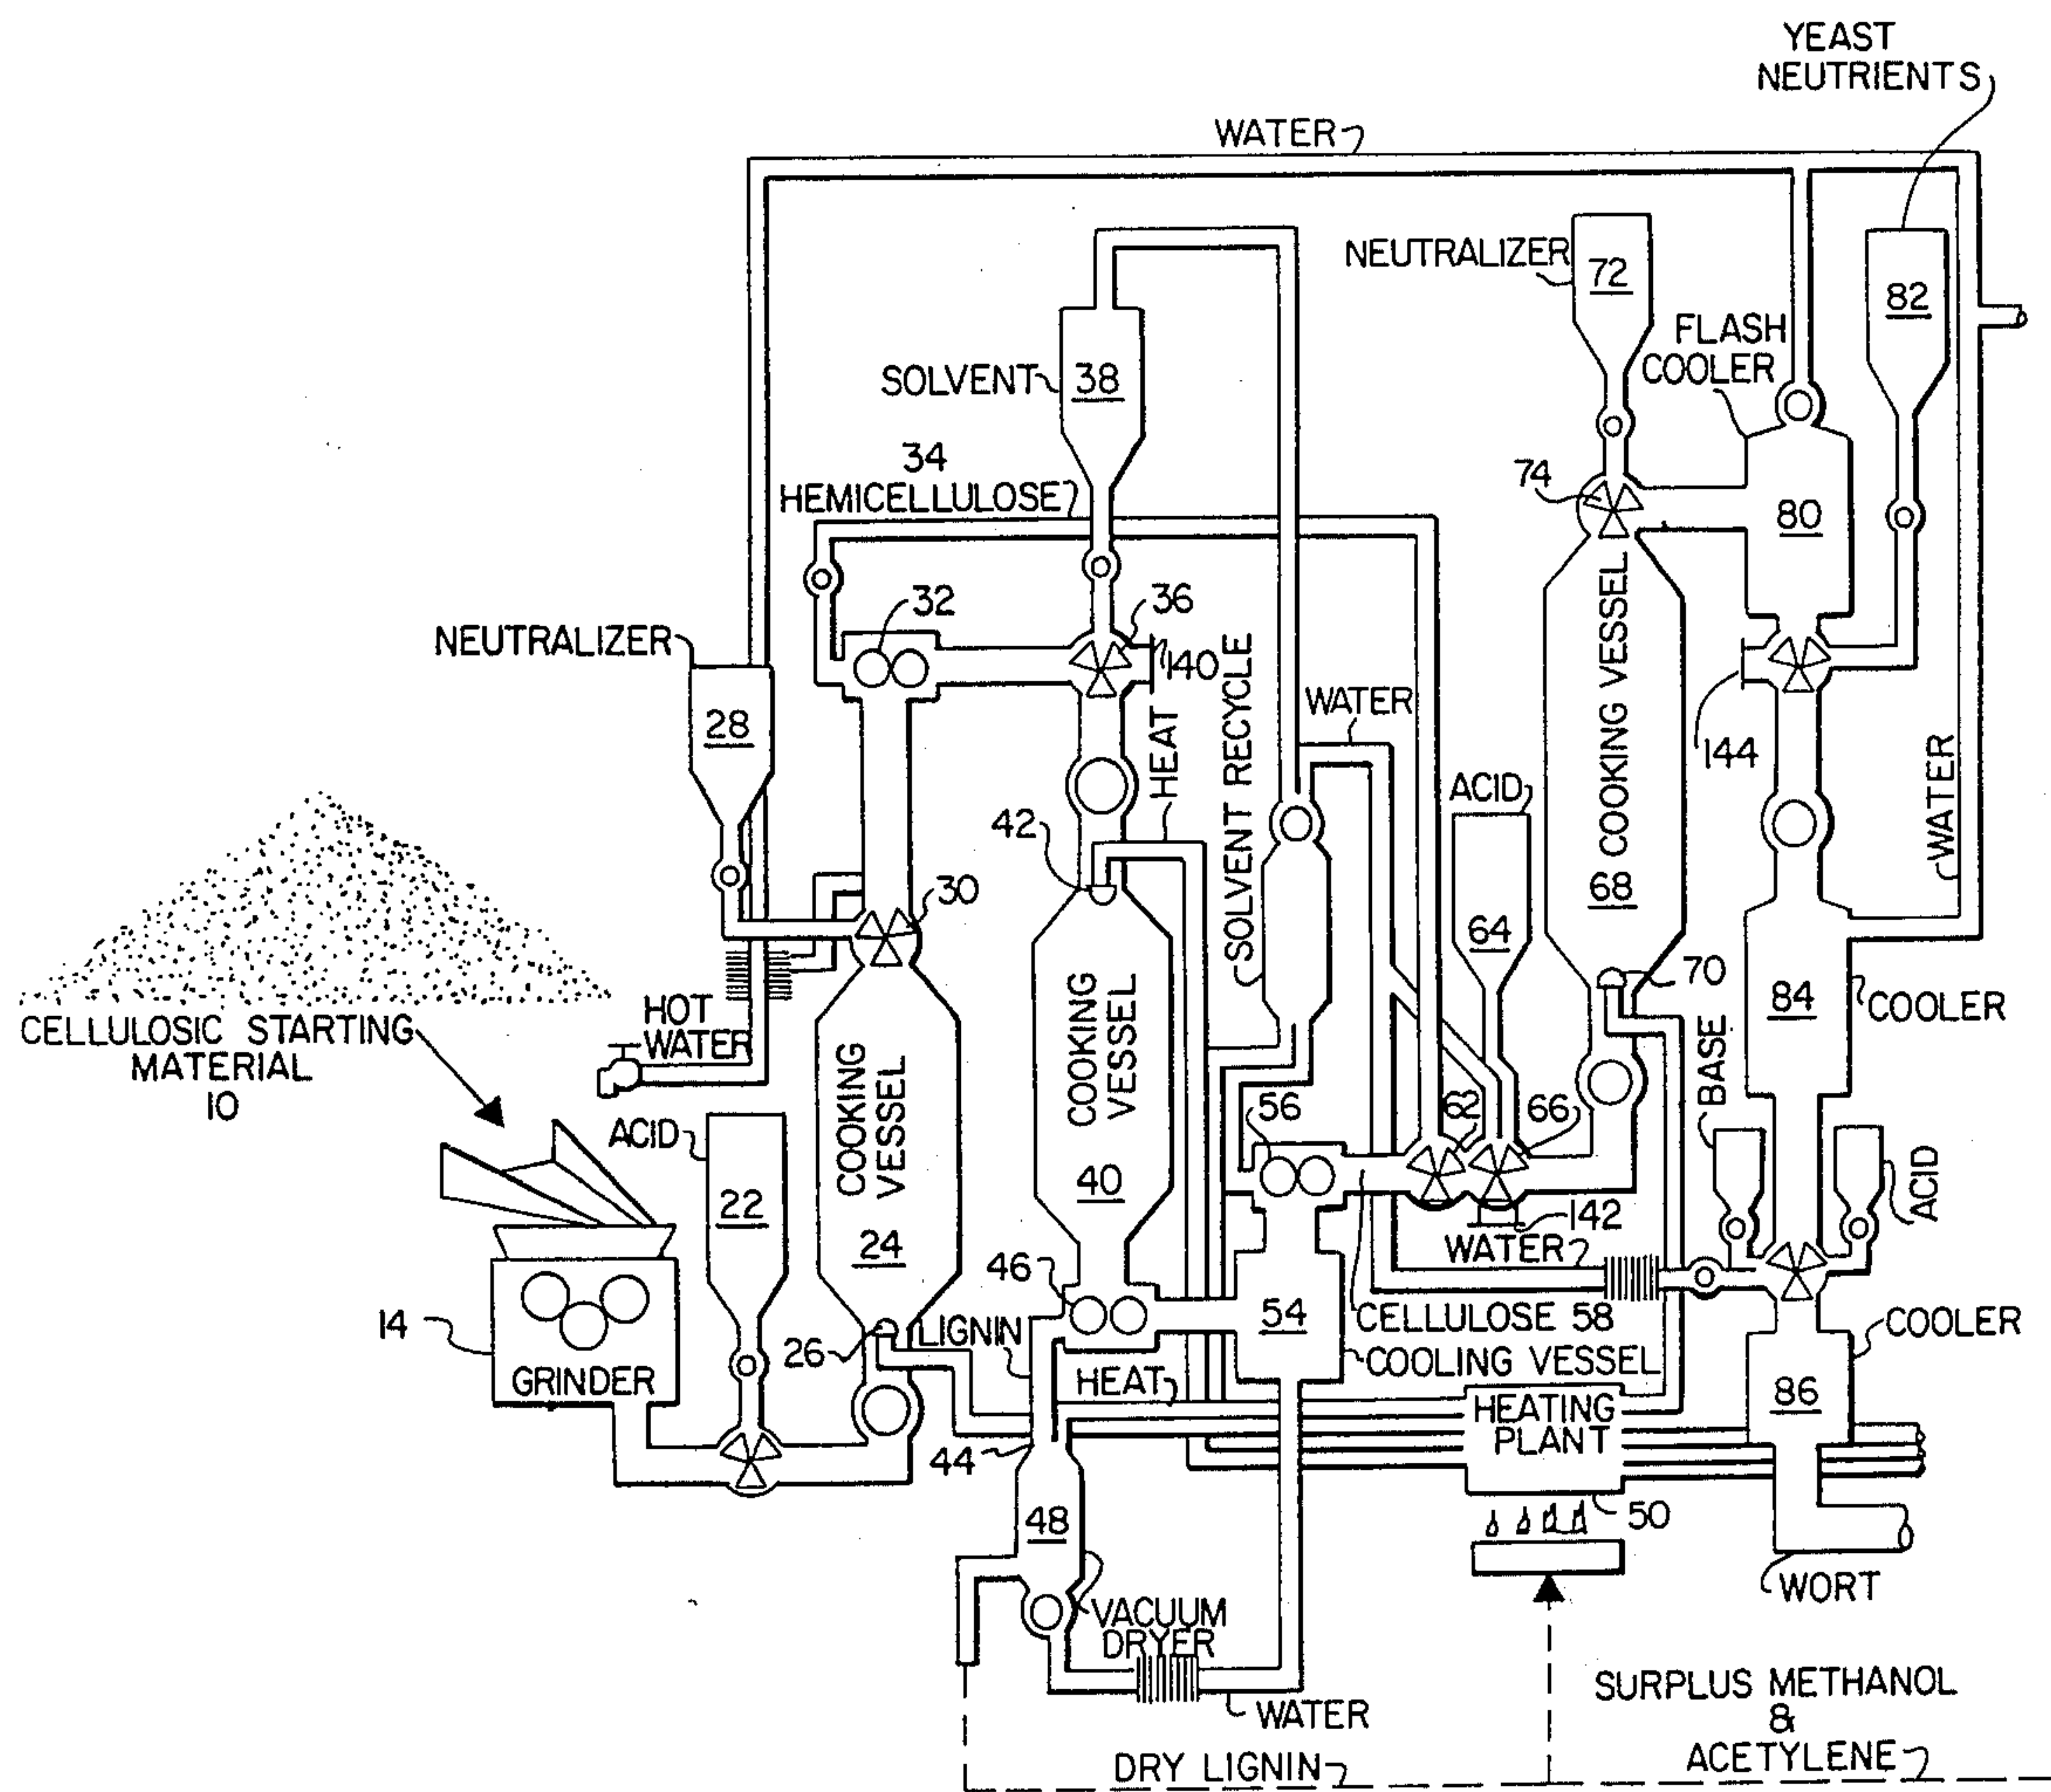 YEAST
NEUTRIENTS
WATER
NEUTRALIZER
72
82
FLASH
COOLER
SOLVENT
38
34
HEMICELLULOSE
74
80
32
36
NEUTRALIZER
140
28
HEAT
SOLVENT RECYCLE
WATER
COOKING VESSEL
68
144
ACID
WATER
42
30
64
70
84
COOLER
CELLULOSIC STARTING
MATERIAL
10
HOT
WATER
COOKING
VESSEL
24
COOKING
VESSEL
40
BASE
56
62
66
ACID
22
142
WATER
ACID
46
54
CELLULOSE 58
COOLING VESSEL
COOLER
14
GRINDER
26
LIGNIN
HEAT
HEATING
PLANT
86
44
48
50
WORT
VACUUM
DRYER
WATER
SURPLUS METHANOL
&
ACETYLENE
DRY LIGNIN